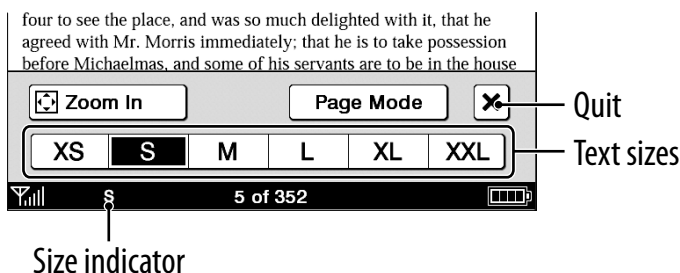 four to see the place, and was so much delighted with it, that he
agreed with Mr. Morris immediately; that he is to take possession
before Michaelmas, and some of his servants are to be in the house
Zoom In Page Mode Quit
XS S M L XL XXL Text sizes
S 5 of 352
Size indicator